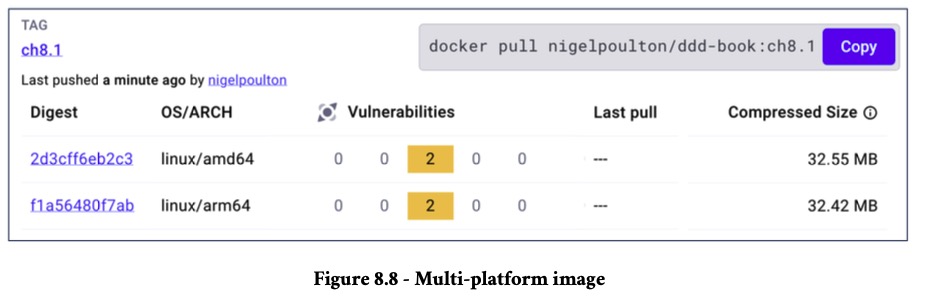 TAG
ch8.1
docker pull nigelpoulton/ddd-book:ch8.1 Copy
Last pushed a minute ago by nigelpoulton
Digest OS/ARCH Vulnerabilities Last pull Compressed Size
2d3cff6eb2c3 linux/amd64 0 0 2 0 0 --- 32.55 MB
f1a56480f7ab linux/arm64 0 0 2 0 0 --- 32.42 MB
Figure 8.8 - Multi-platform image